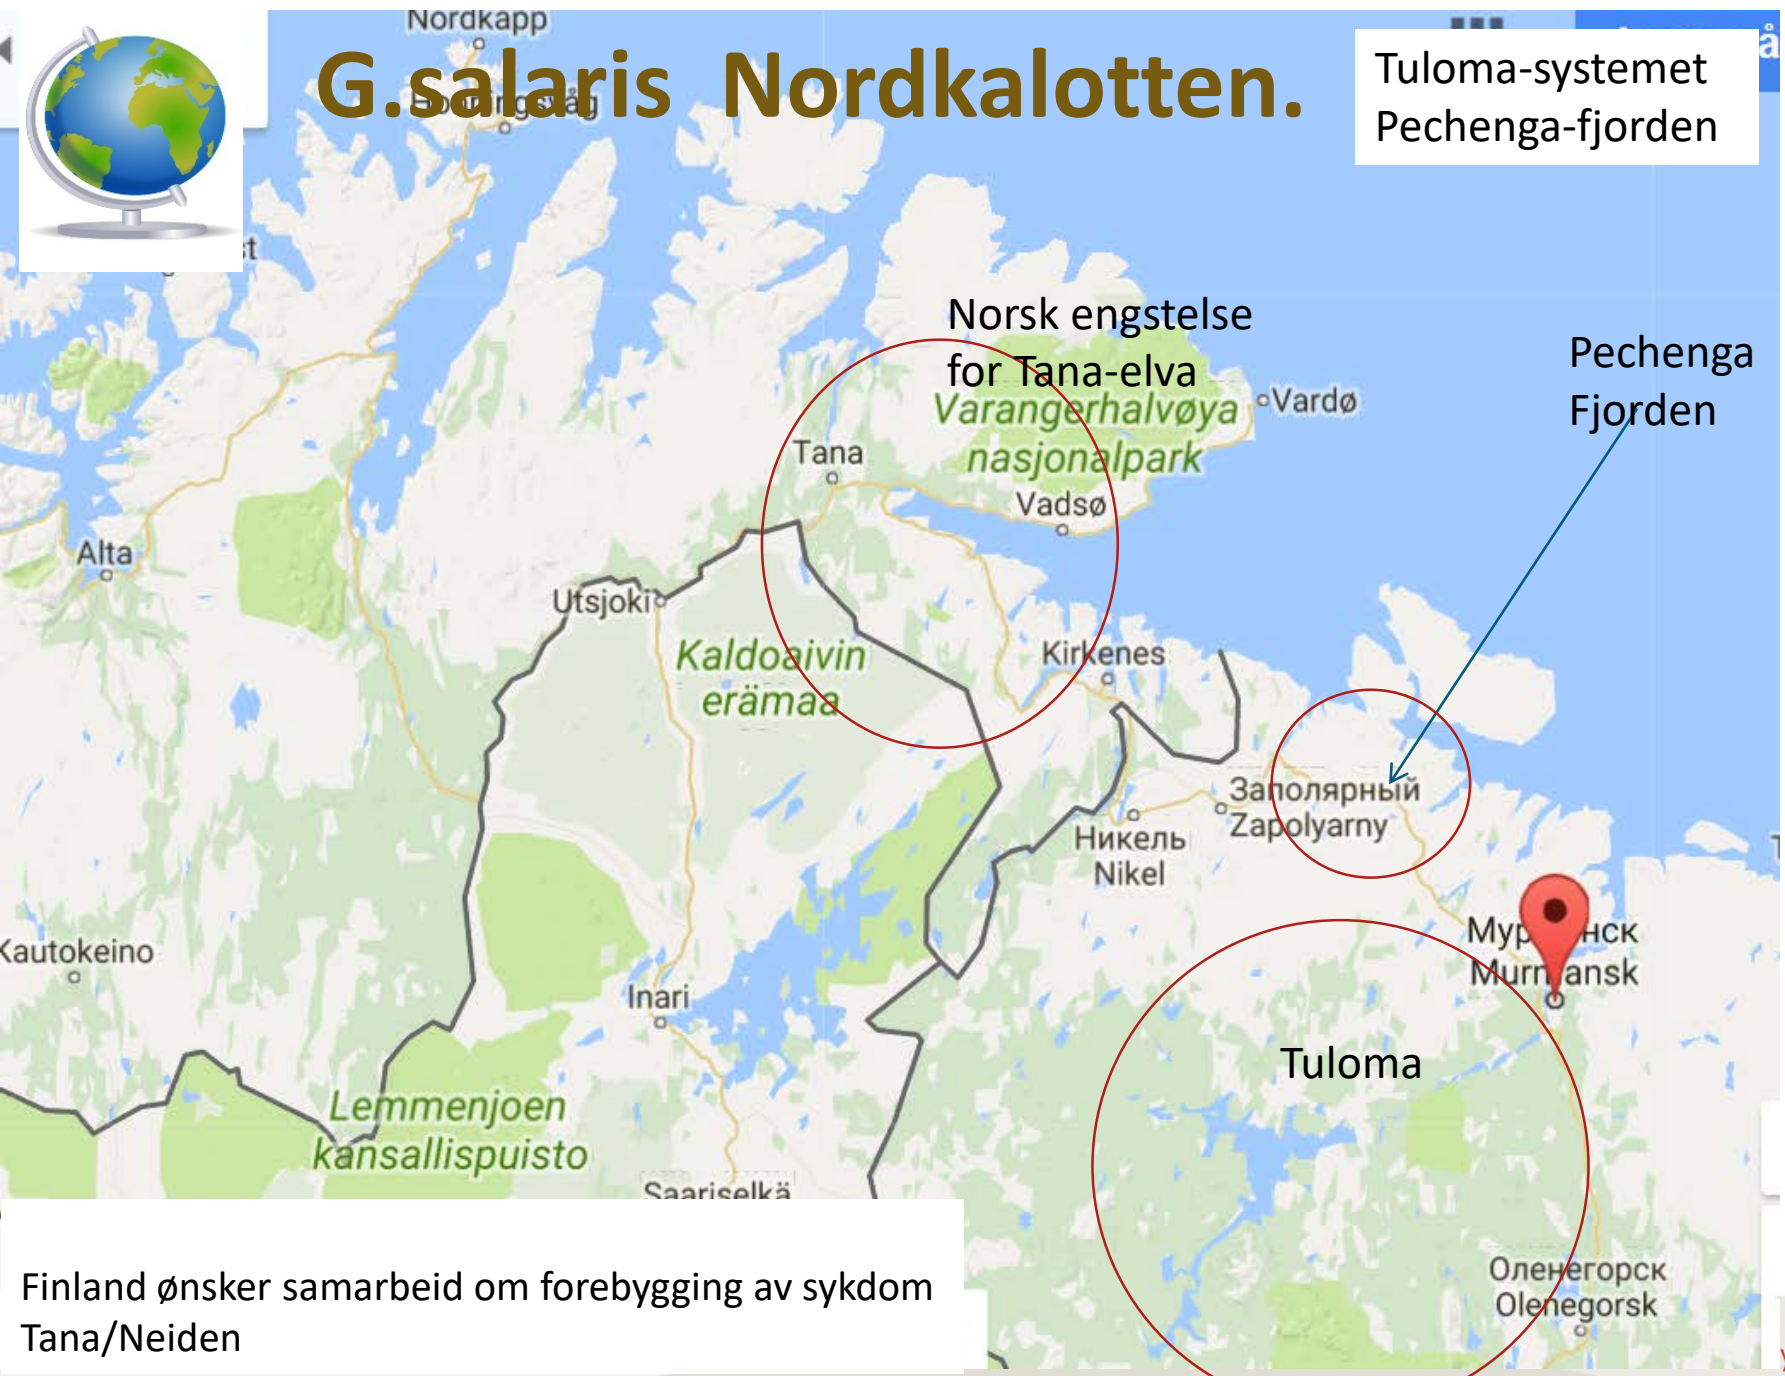 Nordkapp
G.salaris Nordkalotten.
Honningsvåg
Tuloma-systemet
Pechenga-fjorden
Norsk engstelse
for Tana-elva
Pechenga
Fjorden
Varangerhalvøya
nasjonalpark
Vardø
Tana
Vadsø
Alta
Utsjoki
Kaldoaivin
erämaa
Kirkenes
Заполярный
Zapolyarny
Никель
Nikel
Мурманск
Murmansk
Kautokeino
Inari
Tuloma
Lemmenjoen
kansallispuisto
Saariselkä
Оленегорск
Olenegorsk
Finland ønsker samarbeid om forebygging av sykdom
Tana/Neiden